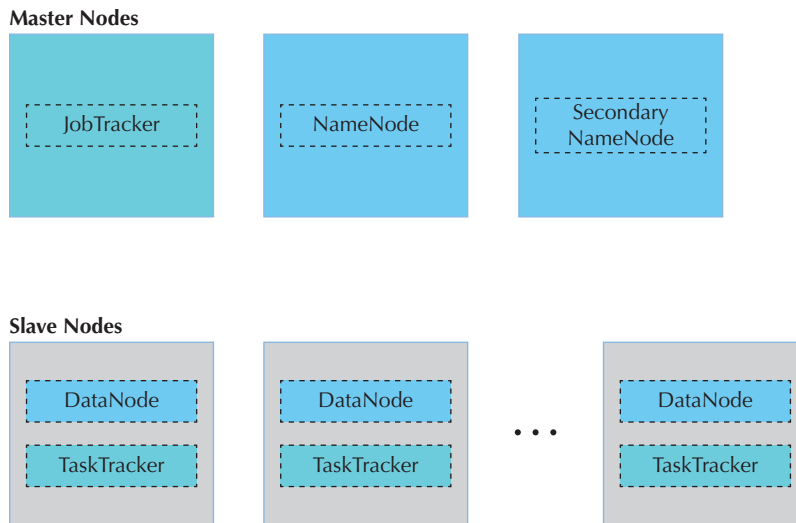 Master Nodes
JobTracker
NameNode
Secondary
NameNode
Slave Nodes
DataNode
TaskTracker
DataNode
TaskTracker
...
DataNode
TaskTracker